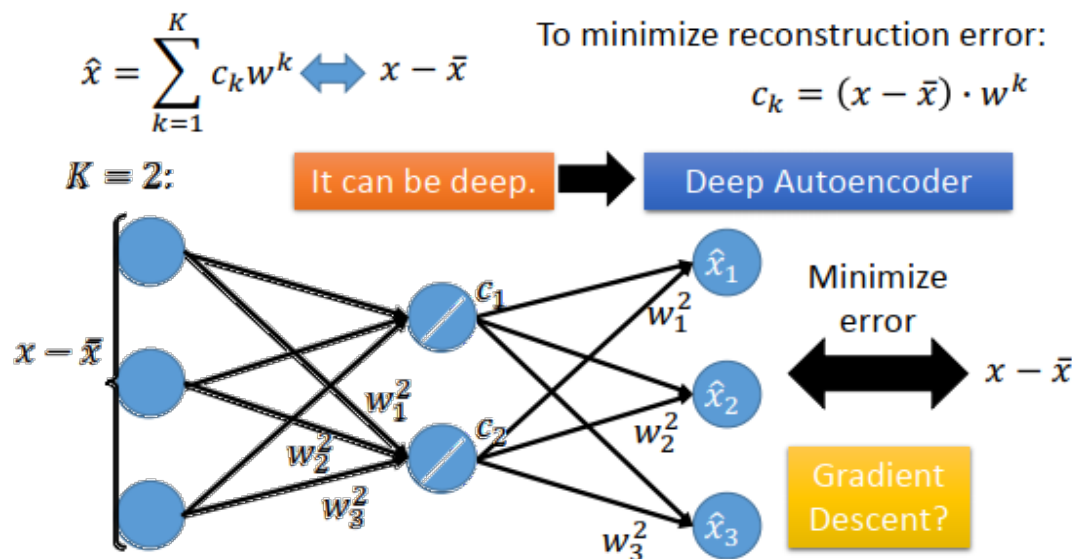 x̂ = ∑_{k=1}^{K} c_k w^k ⟺ x − x̄
To minimize reconstruction error:
c_k = (x − x̄) · w^k
K = 2:
It can be deep.
Deep Autoencoder
x − x̄
c_1
c_2
w_1^2
w_2^2
w_3^2
w_1^2
w_2^2
w_3^2
x̂_1
x̂_2
x̂_3
Minimize
error
x − x̄
Gradient
Descent?